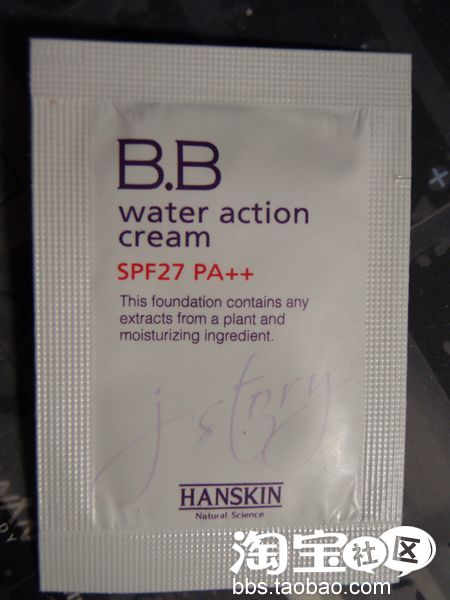 B.B
water action
cream
SPF27 PA++
This foundation contains any
extracts from a plant and
moisturizing ingredient.
j's story
HANSKIN
Natural Science
淘宝社区
bbs.taobao.com